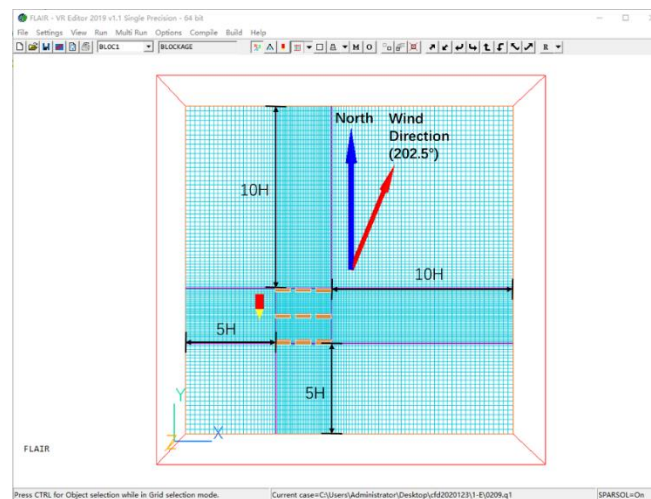 FLAIR - VR Editor 2019 v1.1 Single Precision - 64 bit
File Settings View Run Multi Run Options Compile Build Help
BLOC1 BLOCKAGE M O R
North Wind
Direction
(202.5°)
10H
10H
5H
5H
Y
Z X
FLAIR
Press CTRL for Object selection while in Grid selection mode. Current case=C:\Users\Administrator\Desktop\cfd2020123\1-E\0209.q1 SPARSOL=On